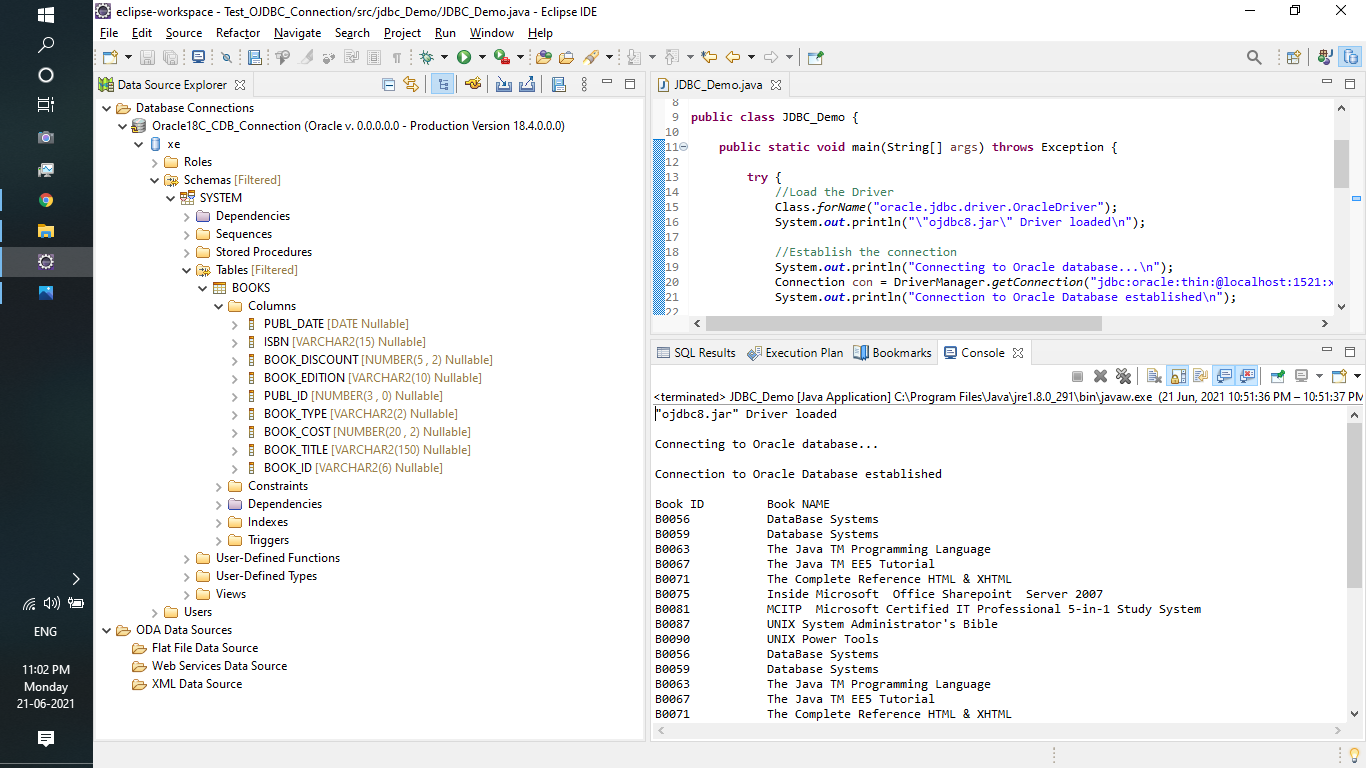 eclipse-workspace - Test_OJDBC_Connection/src/jdbc_Demo/JDBC_Demo.java - Eclipse IDE
File Edit Source Refactor Navigate Search Project Run Window Help
Data Source Explorer
Database Connections
Oracle18C_CDB_Connection (Oracle v. 0.0.0.0.0 - Production Version 18.4.0.0.0)
xe
Roles
Schemas [Filtered]
SYSTEM
Dependencies
Sequences
Stored Procedures
Tables [Filtered]
BOOKS
Columns
PUBL_DATE [DATE Nullable]
ISBN [VARCHAR2(15) Nullable]
BOOK_DISCOUNT [NUMBER(5 , 2) Nullable]
BOOK_EDITION [VARCHAR2(10) Nullable]
PUBL_ID [NUMBER(3 , 0) Nullable]
BOOK_TYPE [VARCHAR2(2) Nullable]
BOOK_COST [NUMBER(20 , 2) Nullable]
BOOK_TITLE [VARCHAR2(150) Nullable]
BOOK_ID [VARCHAR2(6) Nullable]
Constraints
Dependencies
Indexes
Triggers
User-Defined Functions
User-Defined Types
Views
Users
ODA Data Sources
Flat File Data Source
Web Services Data Source
XML Data Source
JDBC_Demo.java
8
9 public class JDBC_Demo {
10
11 public static void main(String[] args) throws Exception {
12
13 try {
14 //Load the Driver
15 Class.forName("oracle.jdbc.driver.OracleDriver");
16 System.out.println("\"ojdbc8.jar\" Driver loaded\n");
17
18 //Establish the connection
19 System.out.println("Connecting to Oracle database...\n");
20 Connection con = DriverManager.getConnection("jdbc:oracle:thin:@localhost:1521:x
21 System.out.println("Connection to Oracle Database established\n");
22
SQL Results Execution Plan Bookmarks Console
<terminated> JDBC_Demo [Java Application] C:\Program Files\Java\jre1.8.0_291\bin\javaw.exe (21 Jun, 2021 10:51:36 PM – 10:51:37 PM
"ojdbc8.jar" Driver loaded
Connecting to Oracle database...
Connection to Oracle Database established
Book ID Book NAME
B0056 DataBase Systems
B0059 Database Systems
B0063 The Java TM Programming Language
B0067 The Java TM EE5 Tutorial
B0071 The Complete Reference HTML & XHTML
B0075 Inside Microsoft Office Sharepoint Server 2007
B0081 MCITP Microsoft Certified IT Professional 5-in-1 Study System
B0087 UNIX System Administrator's Bible
B0090 UNIX Power Tools
B0056 DataBase Systems
B0059 Database Systems
B0063 The Java TM Programming Language
B0067 The Java TM EE5 Tutorial
B0071 The Complete Reference HTML & XHTML
ENG
11:02 PM
Monday
21-06-2021